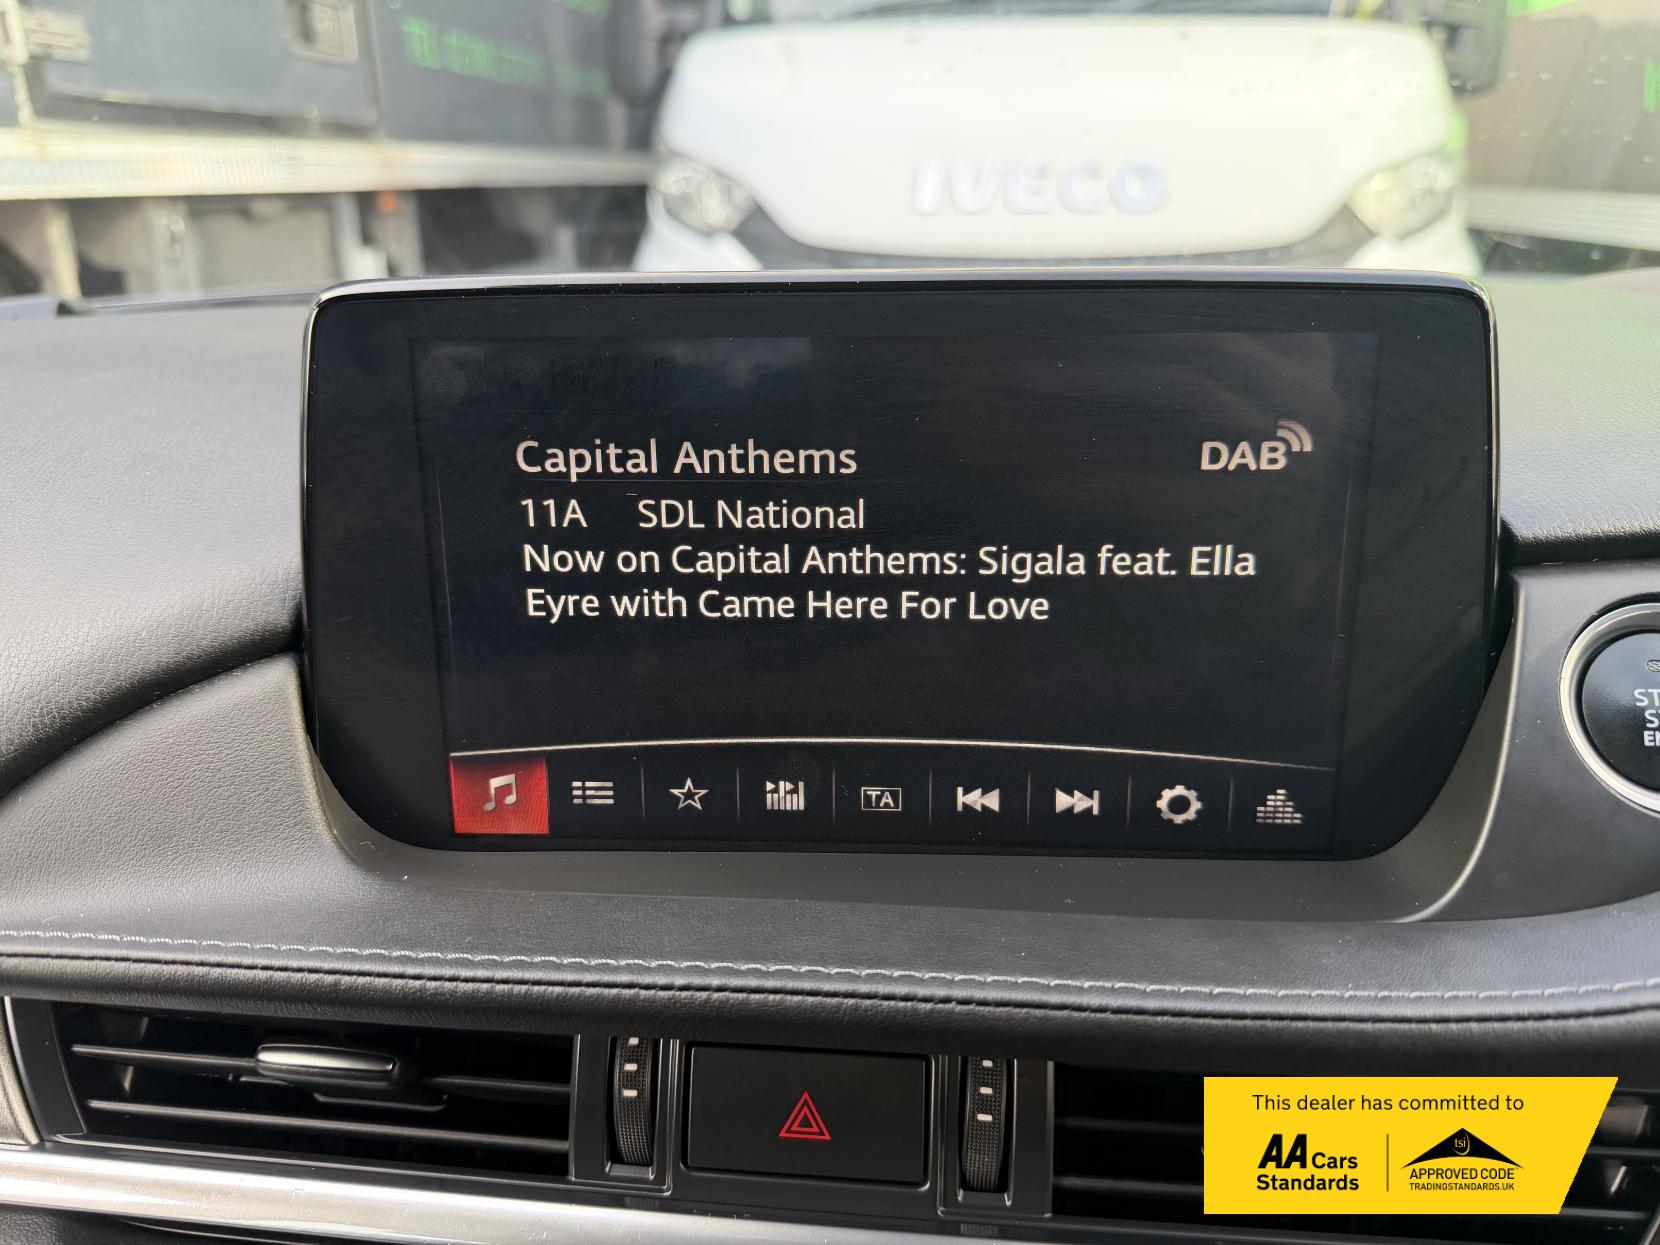 IVECO
Capital Anthems
DAB
11A SDL National
Now on Capital Anthems: Sigala feat. Ella
Eyre with Came Here For Love
TA
This dealer has committed to
AA Cars
Standards
tsi
APPROVED CODE
TRADINGSTANDARDS.UK